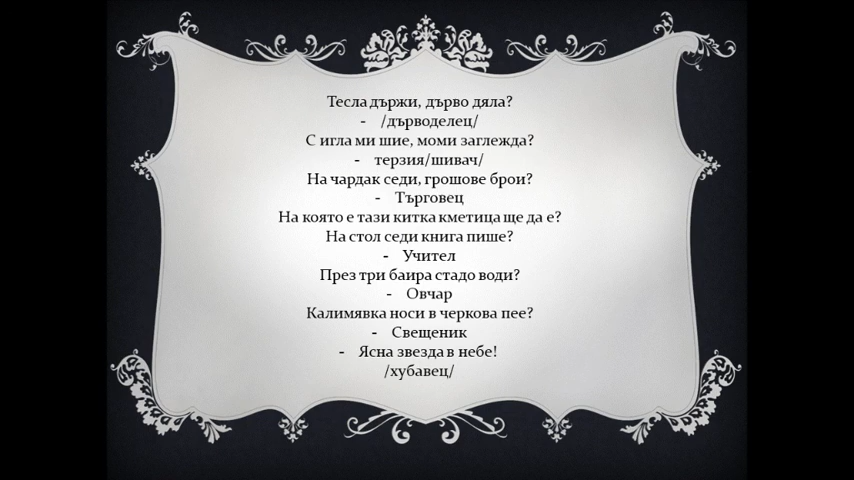 Тесла държи, дърво дяла?
- /дърводелец/
С игла ми шие, моми заглежда?
- терзия/шивач/
На чардак седи, грошове брои?
- Търговец
На която е тази китка кметица ще да е?
На стол седи книга пише?
- Учител
През три баира стадо води?
- Овчар
Калимявка носи в черкова пее?
- Свещеник
- Ясна звезда в небе!
/хубавец/